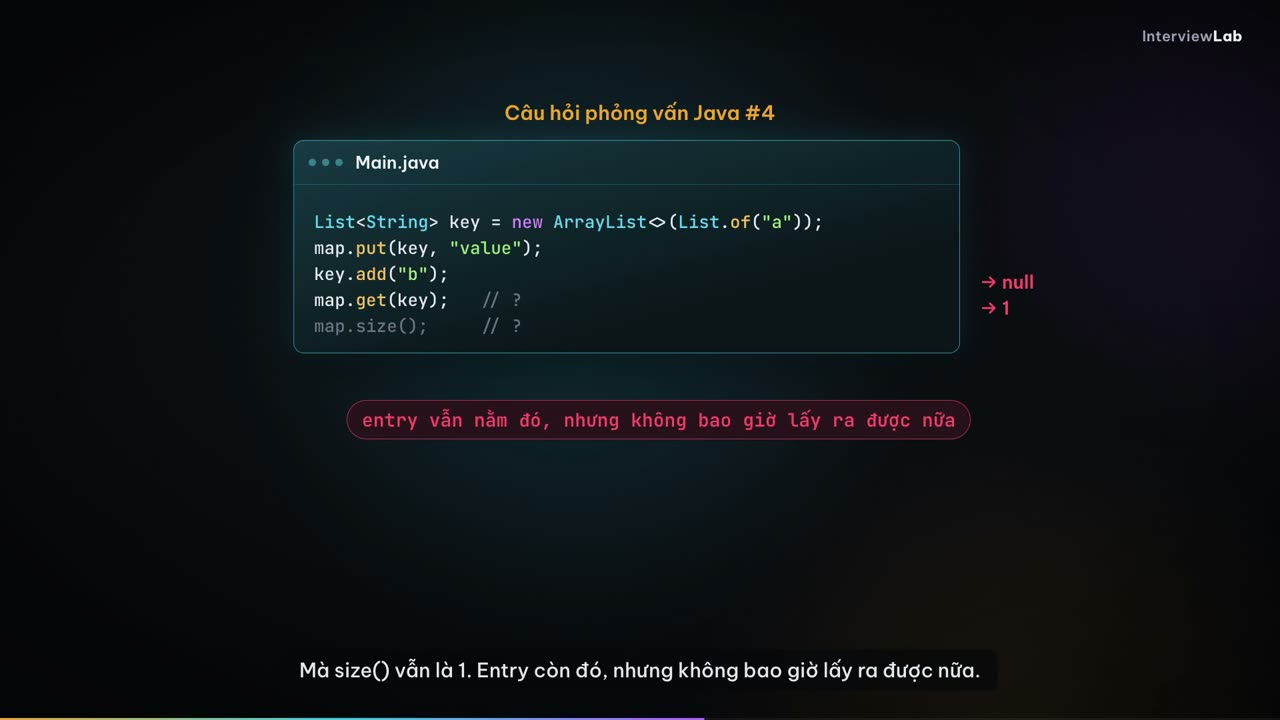 InterviewLab
Câu hỏi phỏng vấn Java #4
Main.java
List<String> key = new ArrayList<>(List.of("a"));
map.put(key, "value");
key.add("b");
map.get(key);   // ?
→ null
map.size();     // ?
→ 1
entry vẫn nằm đó, nhưng không bao giờ lấy ra được nữa
Mà size() vẫn là 1. Entry còn đó, nhưng không bao giờ lấy ra được nữa.